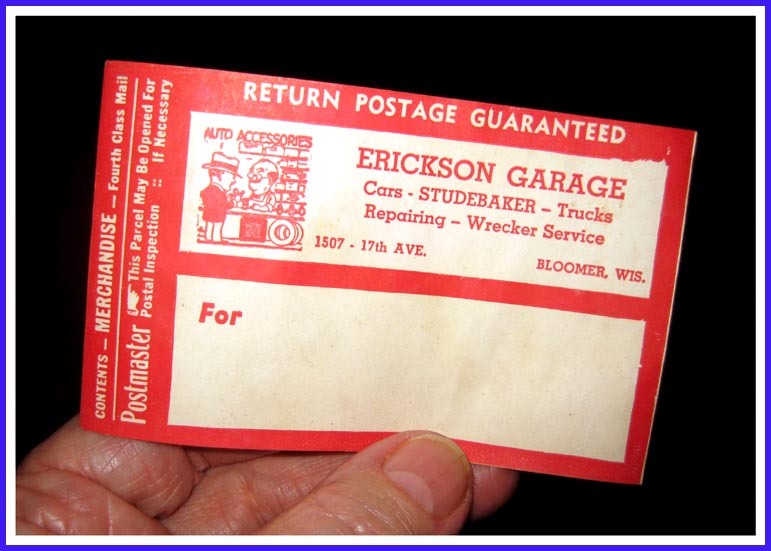 RETURN POSTAGE GUARANTEED
AUTO ACCESSORIES
ERICKSON GARAGE
Cars - STUDEBAKER – Trucks
Repairing – Wrecker Service
1507 - 17th AVE.
BLOOMER, WIS.
For
CONTENTS – MERCHANDISE – Fourth Class Mail
Postmaster ☛ This Parcel May Be Opened For
Postal Inspection :: If Necessary